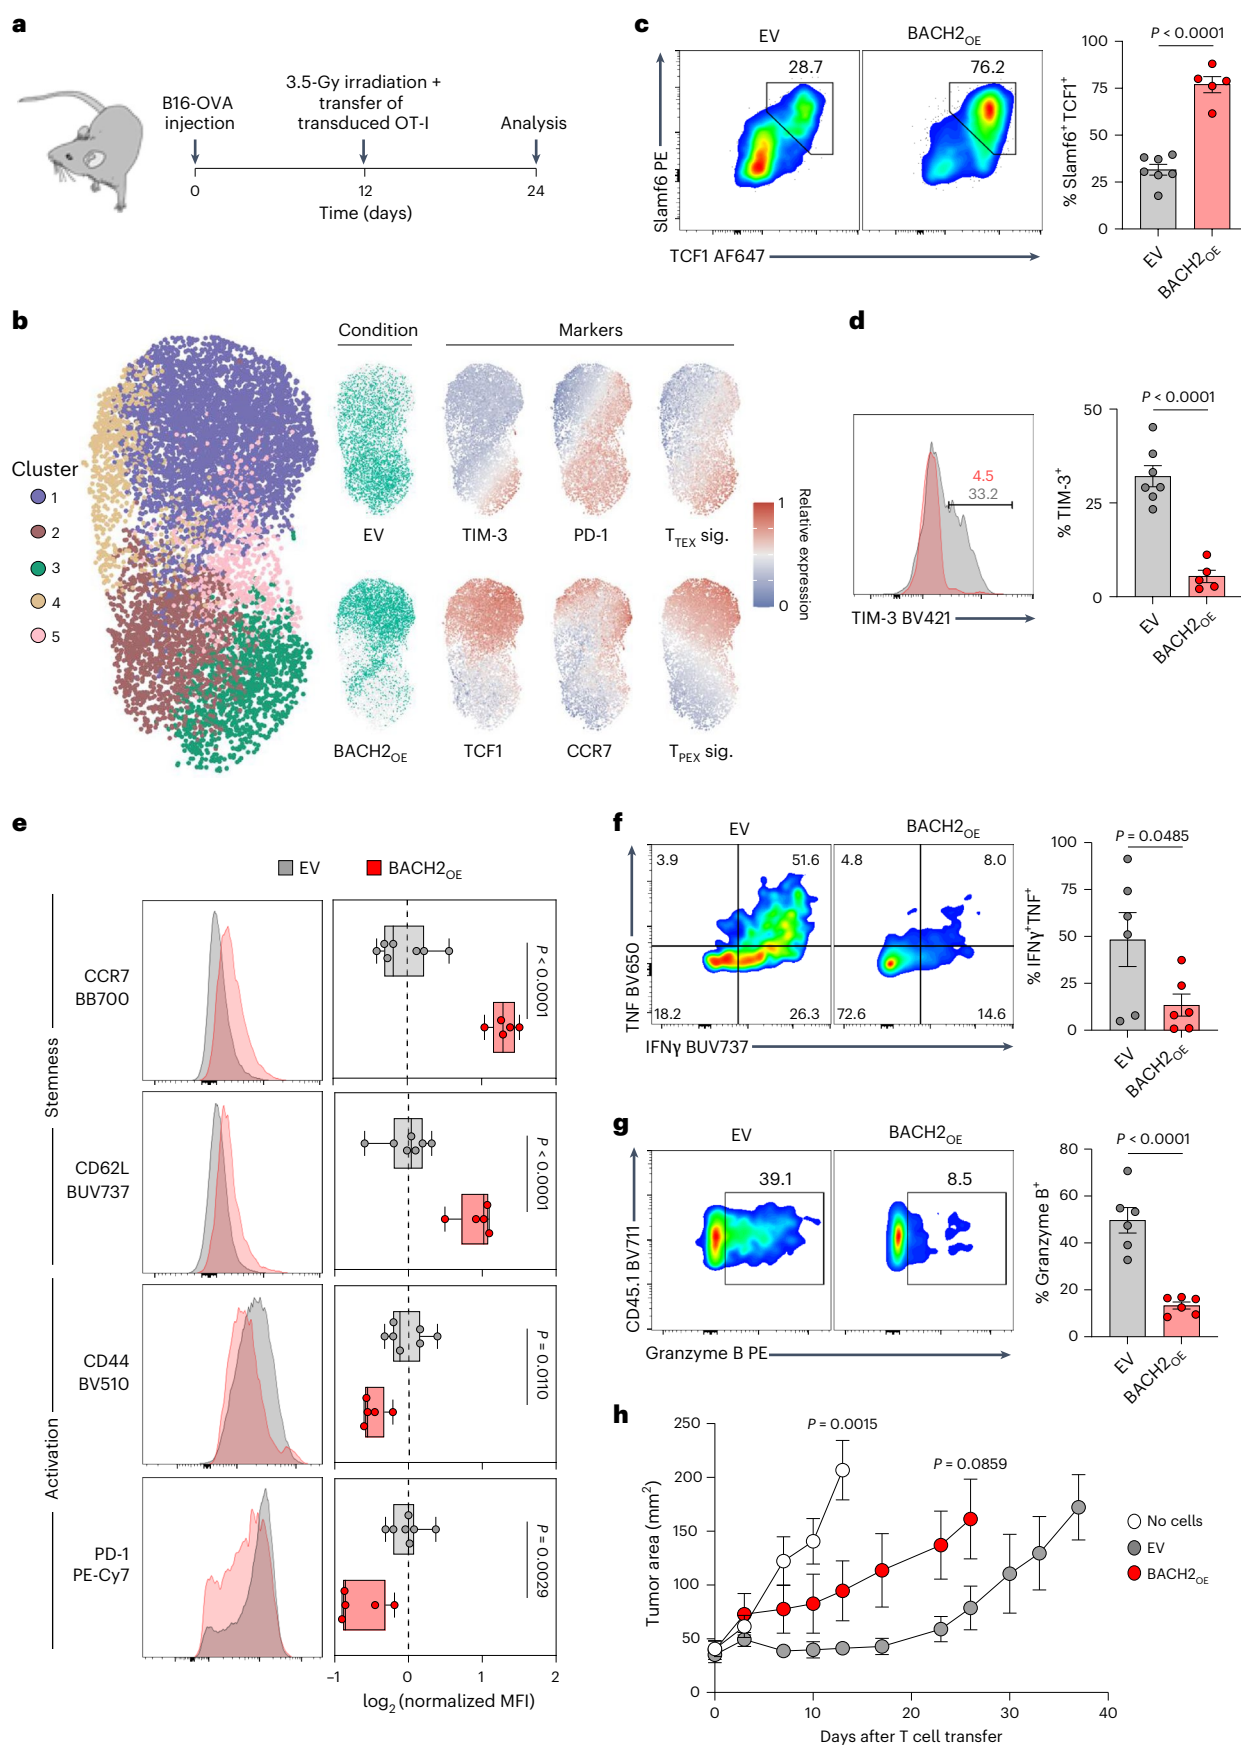 a
B16-OVA
injection
3.5-Gy irradiation +
transfer of
transduced OT-I
Analysis
0
12
24
Time (days)
c
EV
BACH2OE
28.7
76.2
Slamf6 PE
TCF1 AF647
P < 0.0001
% Slamf6+TCF1+
100
75
50
25
0
EV
BACH2OE
b
Cluster
1
2
3
4
5
Condition
Markers
EV
TIM-3
PD-1
TTEX sig.
BACH2OE
TCF1
CCR7
TPEX sig.
1
0
Relative expression
d
4.5
33.2
TIM-3 BV421
P < 0.0001
% TIM-3+
50
25
0
EV
BACH2OE
e
EV
BACH2OE
Stemness
Activation
CCR7
BB700
P < 0.0001
CD62L
BUV737
P < 0.0001
CD44
BV510
P = 0.0110
PD-1
PE-Cy7
P = 0.0029
–1
0
1
2
log2 (normalized MFI)
f
EV
BACH2OE
3.9
51.6
4.8
8.0
18.2
26.3
72.6
14.6
TNF BV650
IFNγ BUV737
P = 0.0485
% IFNγ+TNF+
100
75
50
25
0
EV
BACH2OE
g
EV
BACH2OE
39.1
8.5
CD45.1 BV711
Granzyme B PE
P < 0.0001
% Granzyme B+
80
60
40
20
0
EV
BACH2OE
h
P = 0.0015
P = 0.0859
Tumor area (mm2)
250
200
150
100
50
0
0
10
20
30
40
Days after T cell transfer
No cells
EV
BACH2OE